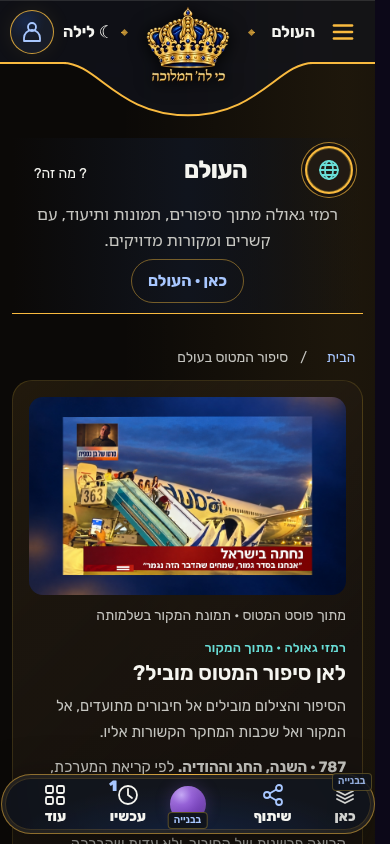 העולם
☾ לילה
כי לה' המלוכה
העולם
? מה זה?
רמזי גאולה מתוך סיפורים, תמונות ותיעוד, עם
קשרים ומקורות מדויקים.
כאן • העולם
הבית / סיפור המטוס בעולם
363
dubai
נחתה בישראל
"אנחנו בסדר גמור, שמחים שהדבר הזה נגמר"
מתוך פוסט המטוס • תמונת המקור בשלמותה
רמזי גאולה • מתוך המקור
לאן סיפור המטוס מוביל?
הסיפור והצילום מובילים אל חיבורים מתועדים, אל
המקור ואל שכבות המחקר הקשורות אליו.
787 • השנה, החג וההודיה. לפי קריאת המערכת,
בבנייה
כאן
שיתוף
בבנייה
1
עכשיו
עוד